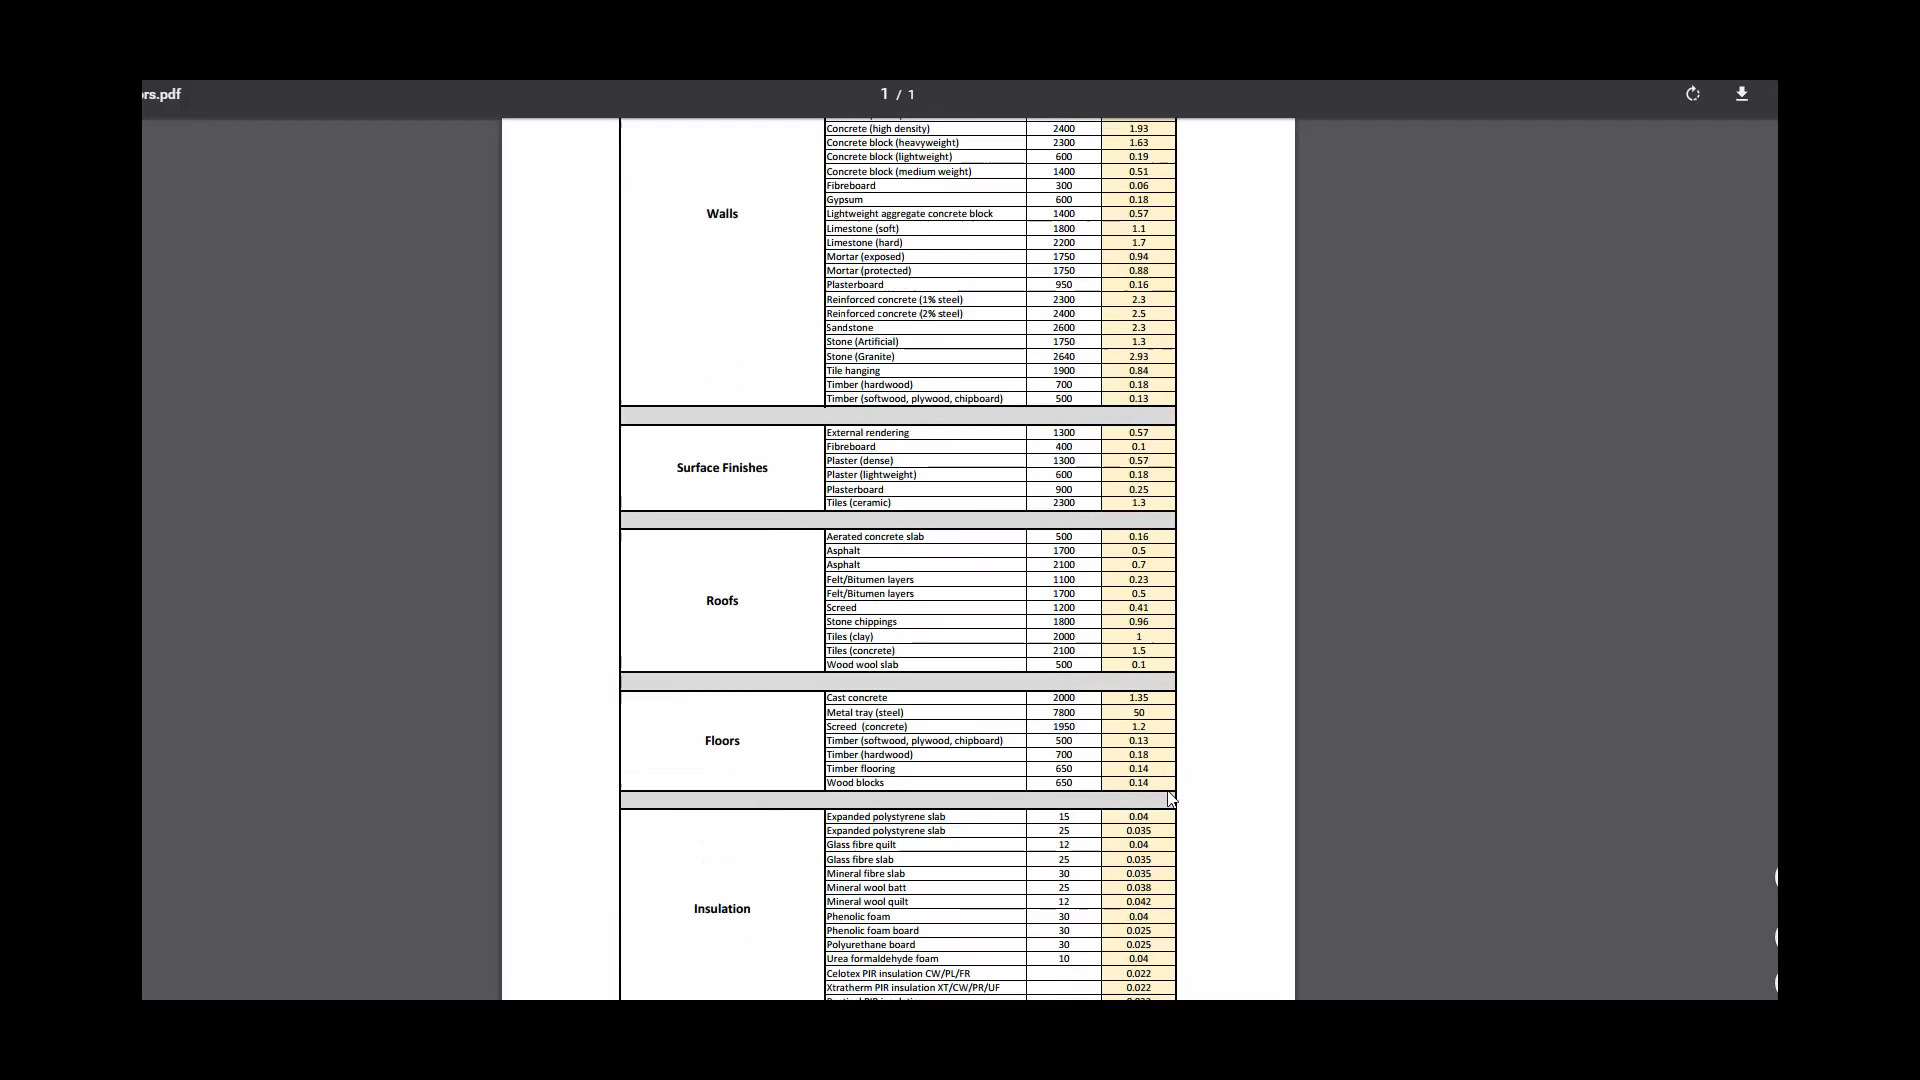 ors.pdf
1 / 1
Walls
Concrete (high density) 2400 1.93
Concrete block (heavyweight) 2300 1.63
Concrete block (lightweight) 600 0.19
Concrete block (medium weight) 1400 0.51
Fibreboard 300 0.06
Gypsum 600 0.18
Lightweight aggregate concrete block 1400 0.57
Limestone (soft) 1800 1.1
Limestone (hard) 2200 1.7
Mortar (exposed) 1750 0.94
Mortar (protected) 1750 0.88
Plasterboard 950 0.16
Reinforced concrete (1% steel) 2300 2.3
Reinforced concrete (2% steel) 2400 2.5
Sandstone 2600 2.3
Stone (Artificial) 1750 1.3
Stone (Granite) 2640 2.93
Tile hanging 1900 0.84
Timber (hardwood) 700 0.18
Timber (softwood, plywood, chipboard) 500 0.13
Surface Finishes
External rendering 1300 0.57
Fibreboard 400 0.1
Plaster (dense) 1300 0.57
Plaster (lightweight) 600 0.18
Plasterboard 900 0.25
Tiles (ceramic) 2300 1.3
Roofs
Aerated concrete slab 500 0.16
Asphalt 1700 0.5
Asphalt 2100 0.7
Felt/Bitumen layers 1100 0.23
Felt/Bitumen layers 1700 0.5
Screed 1200 0.41
Stone chippings 1800 0.96
Tiles (clay) 2000 1
Tiles (concrete) 2100 1.5
Wood wool slab 500 0.1
Floors
Cast concrete 2000 1.35
Metal tray (steel) 7800 50
Screed (concrete) 1950 1.2
Timber (softwood, plywood, chipboard) 500 0.13
Timber (hardwood) 700 0.18
Timber flooring 650 0.14
Wood blocks 650 0.14
Insulation
Expanded polystyrene slab 15 0.04
Expanded polystyrene slab 25 0.035
Glass fibre quilt 12 0.04
Glass fibre slab 25 0.035
Mineral fibre slab 30 0.035
Mineral wool batt 25 0.038
Mineral wool quilt 12 0.042
Phenolic foam 30 0.04
Phenolic foam board 30 0.025
Polyurethane board 30 0.025
Urea formaldehyde foam 10 0.04
Celotex PIR insulation CW/PL/FR 0.022
Xtratherm PIR insulation XT/CW/PR/UF 0.022